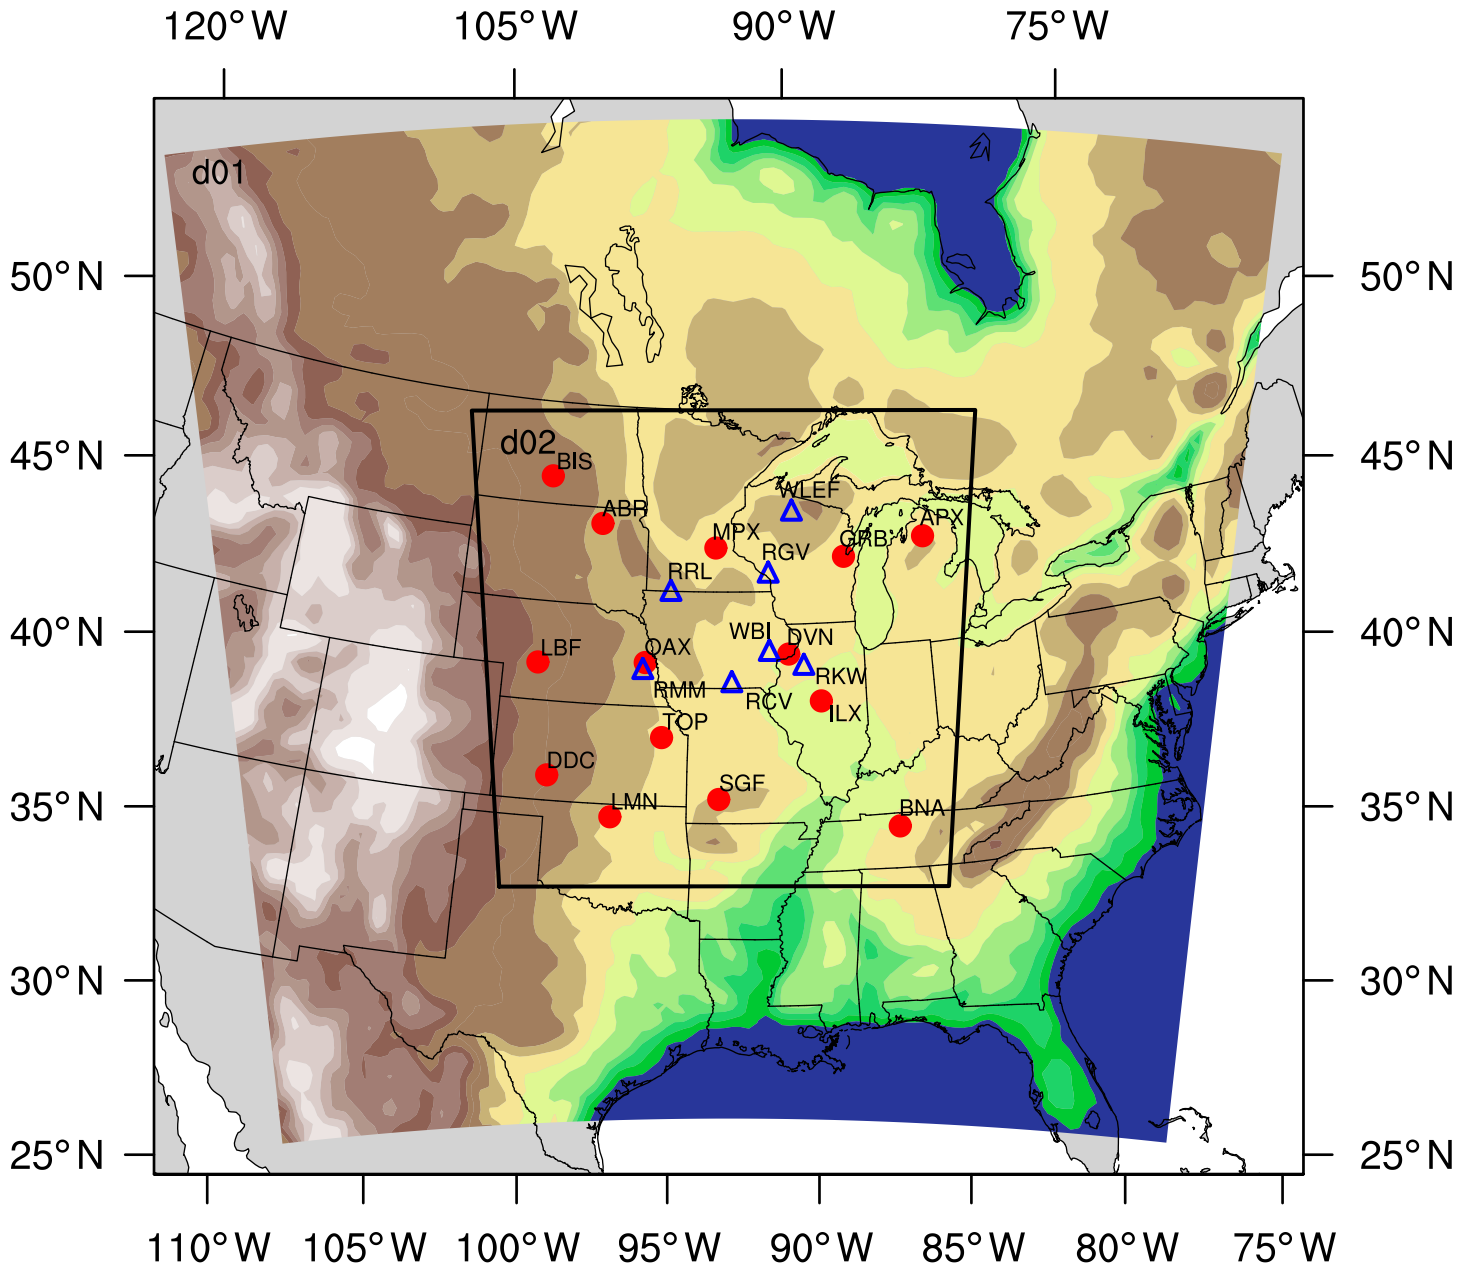 120°W 105°W 90°W 75°W
d01
50°N 50°N
d02
45°N 45°N
BIS
WLEF
ABR APX
MPX GRB
RGV
RRL
40°N WBI DVN 40°N
LBF OAX
RKW
RMM RCV
ILX
TOP
DDC
SGF
35°N LMN BNA 35°N
30°N 30°N
25°N 25°N
110°W 105°W 100°W 95°W 90°W 85°W 80°W 75°W